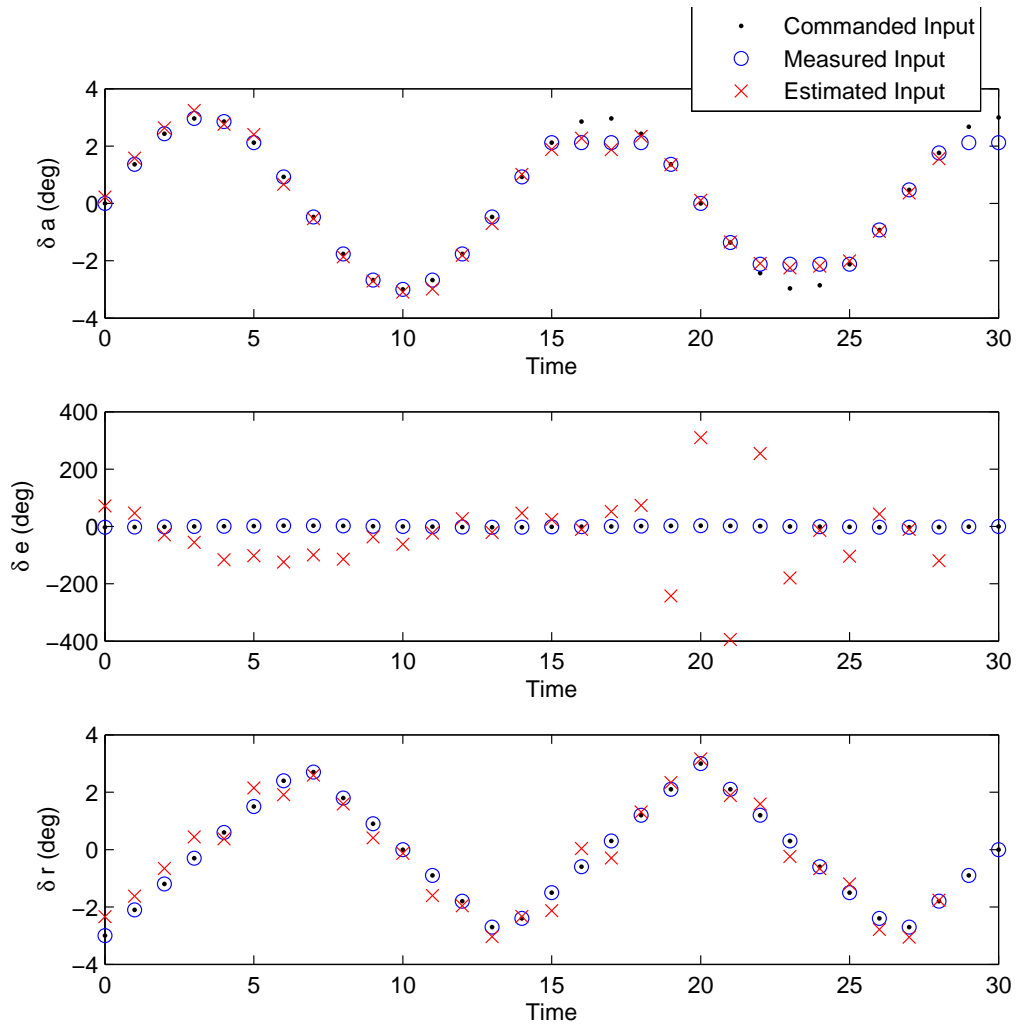 Commanded Input
Measured Input
Estimated Input
4
2
0
−2
−4
δ a (deg)
0 5 10 15 20 25 30
Time
400
200
0
−200
−400
δ e (deg)
0 5 10 15 20 25 30
Time
4
2
0
−2
−4
δ r (deg)
0 5 10 15 20 25 30
Time